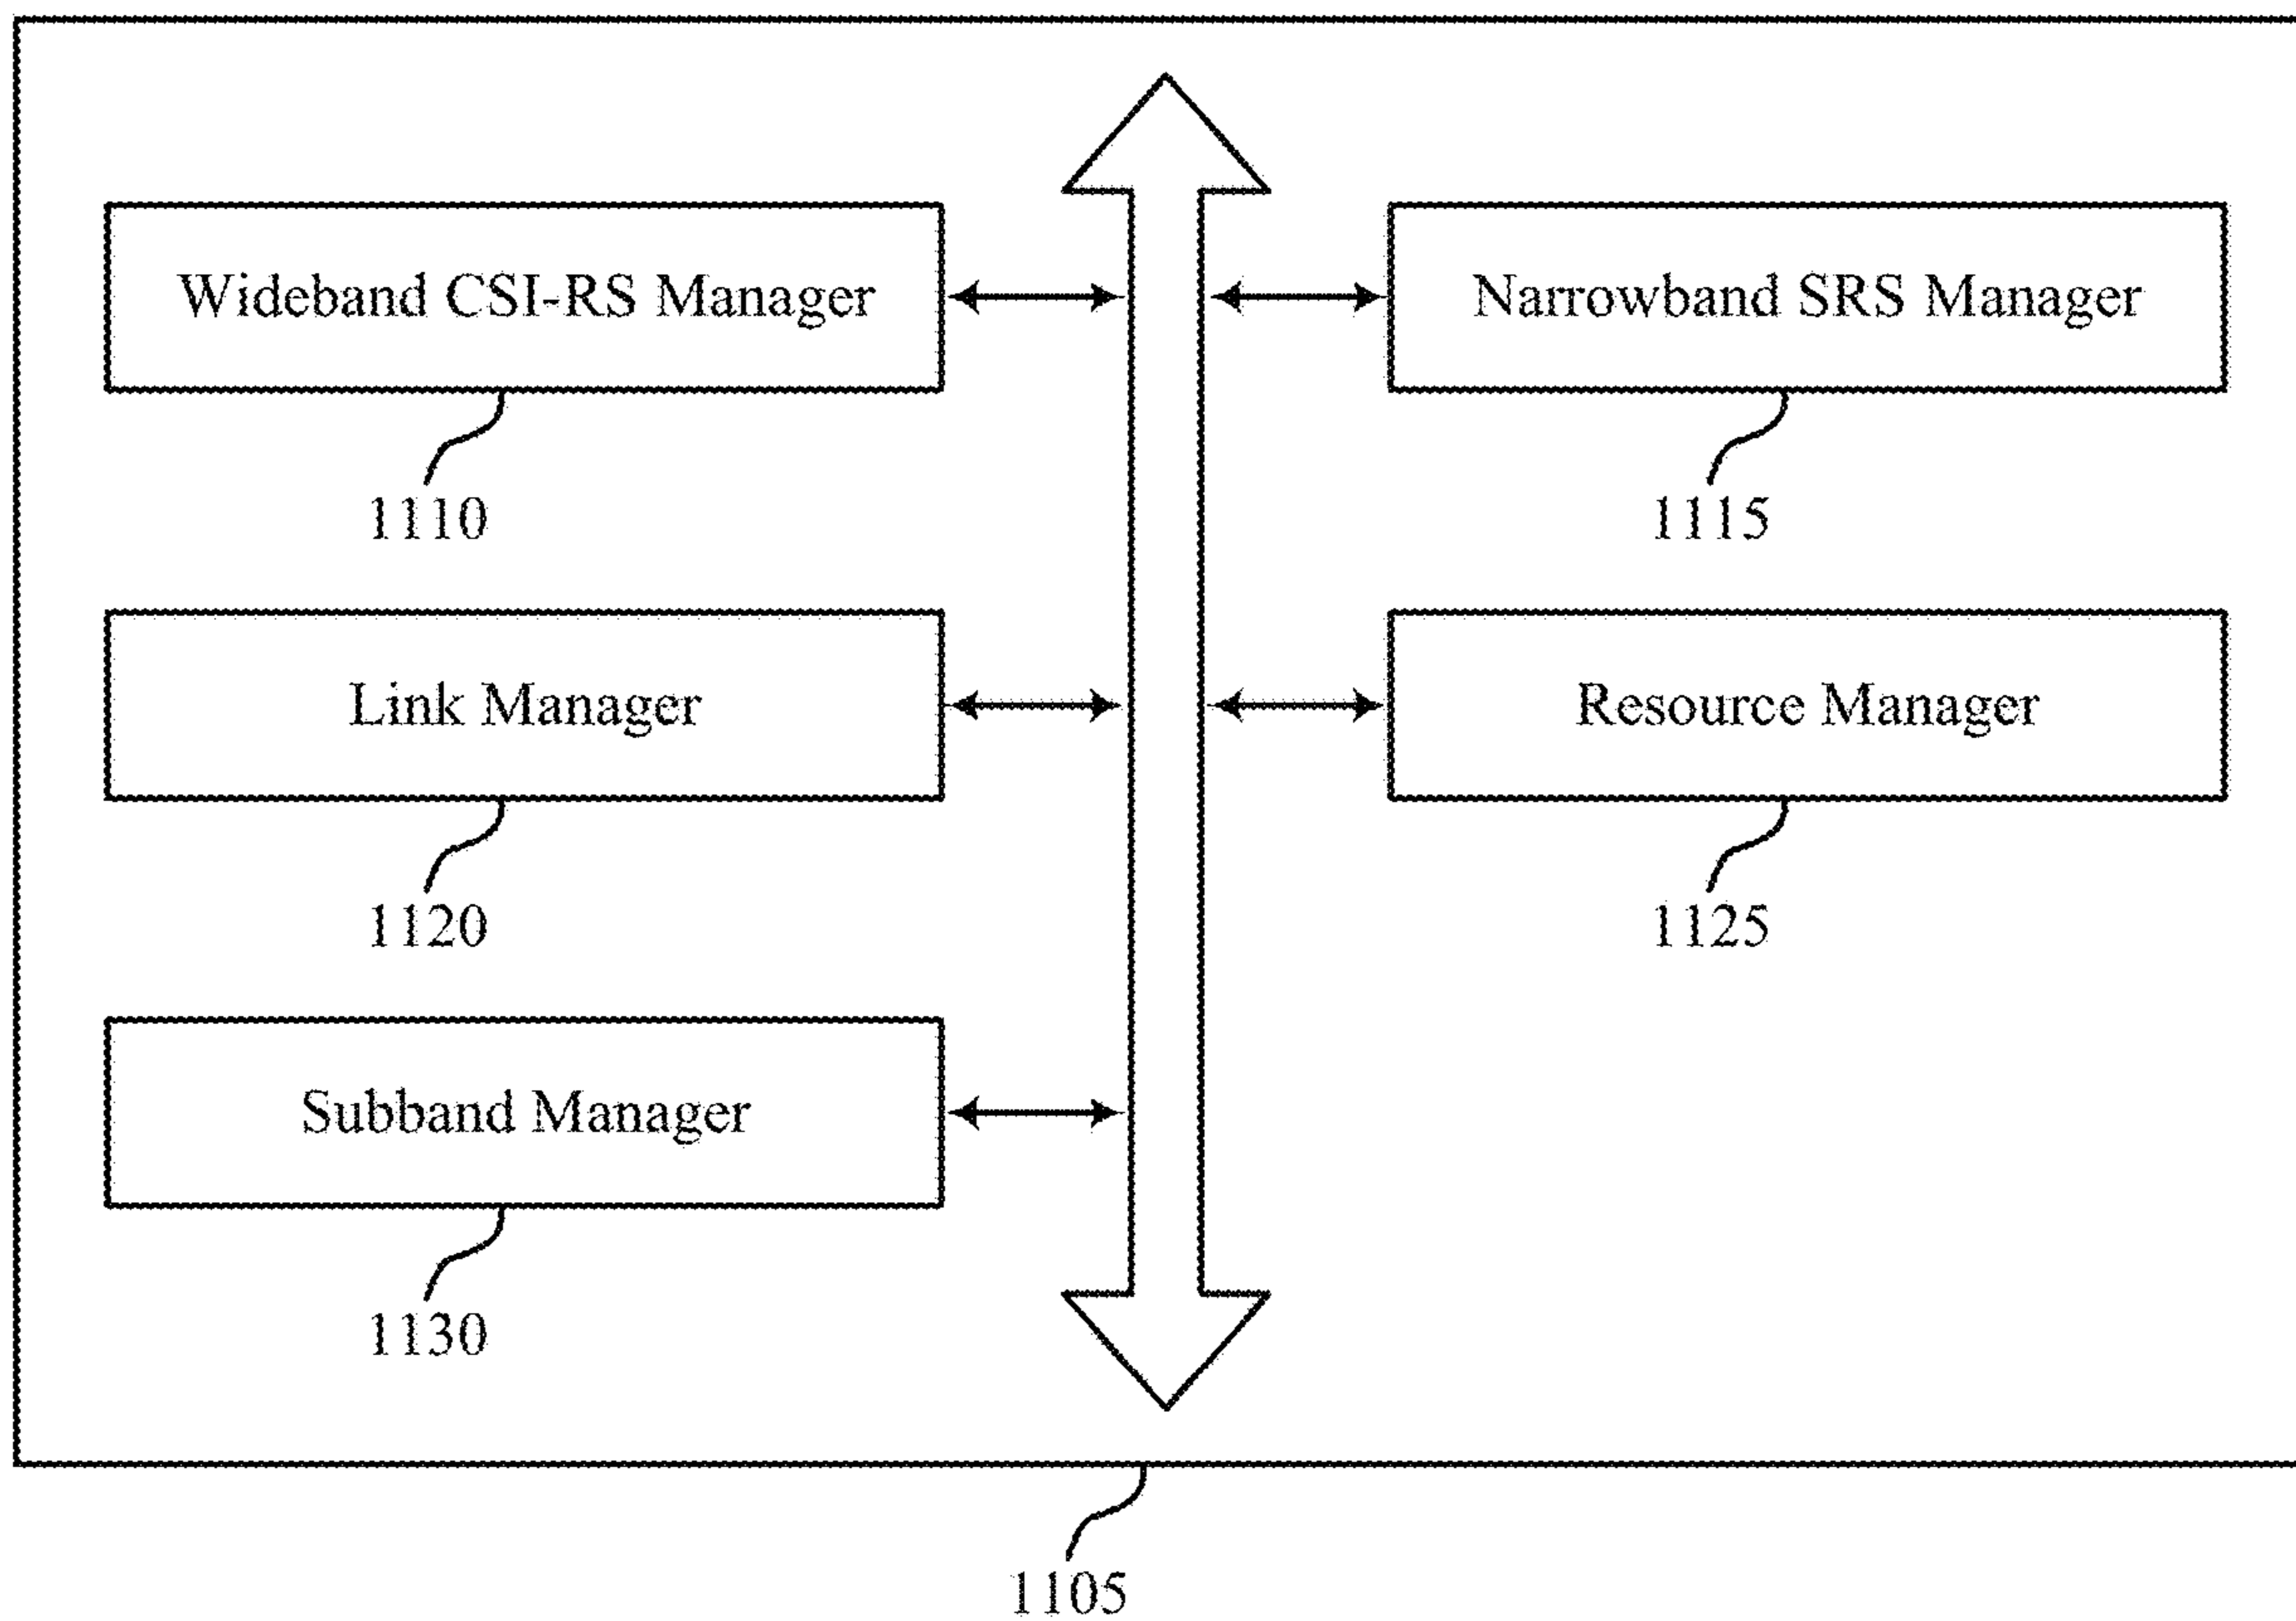 Wideband CSI-RS Manager
Narrowband SRS Manager
1110
1115
Link Manager
Resource Manager
1120
1125
Subband Manager
1130
1105